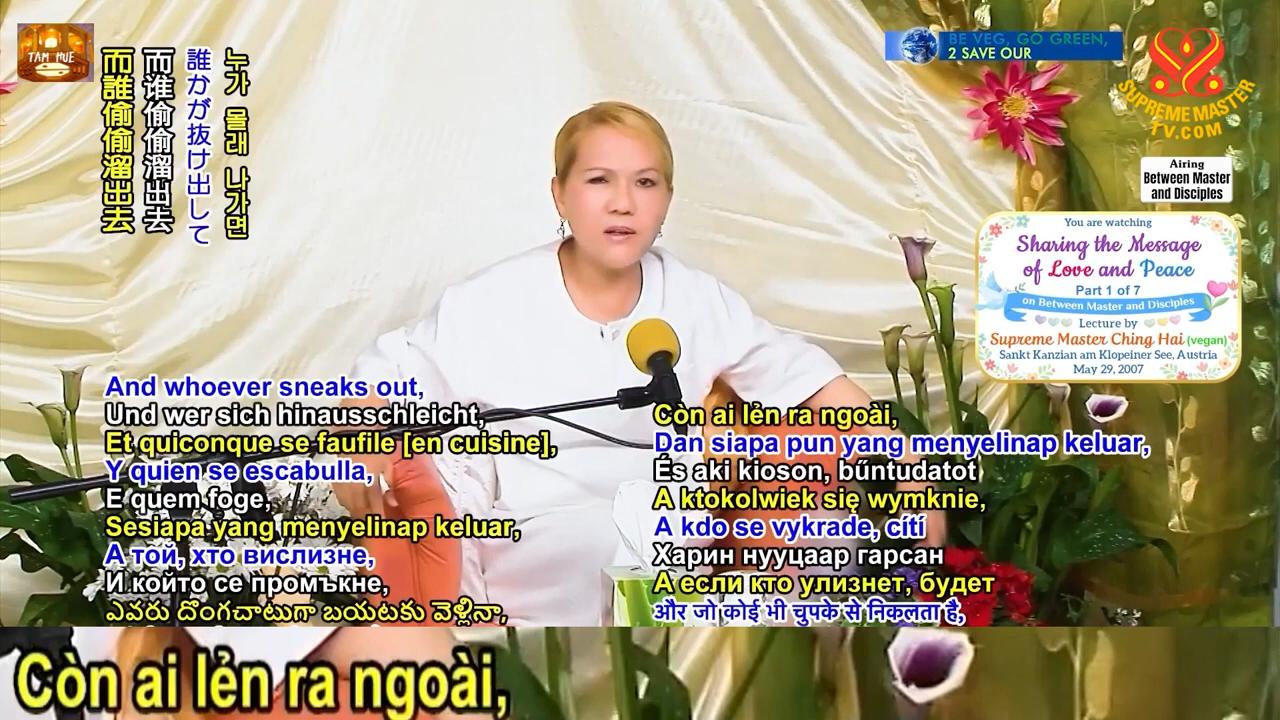 TAM HUE
而誰偷偷溜出去
而谁偷偷溜出去
誰かが抜け出して
누가 몰래 나가면
BE VEG, GO GREEN,
2 SAVE OUR
SUPREME MASTER
TV.COM
Airing
Between Master
and Disciples
You are watching
Sharing the Message
of Love and Peace
Part 1 of 7
on Between Master and Disciples
Lecture by
Supreme Master Ching Hai (vegan)
Sankt Kanzian am Klopeiner See, Austria
May 29, 2007
And whoever sneaks out,
Und wer sich hinausschleicht,
Et quiconque se faufile [en cuisine],
Y quien se escabulla,
E quem foge,
Sesiapa yang menyelinap keluar,
А той, хто вислизне,
И който се промъкне,
ఎవరు దొంగచాటుగా బయటకు వెళ్లినా,
Còn ai lẻn ra ngoài,
Dan siapa pun yang menyelinap keluar,
És aki kioson, bűntudatot
A ktokolwiek się wymknie,
A kdo se vykrade, cítí
Харин нууцаар гарсан
А если кто улизнет, будет
और जो कोई भी चुपके से निकलता है,
Còn ai lẻn ra ngoài,